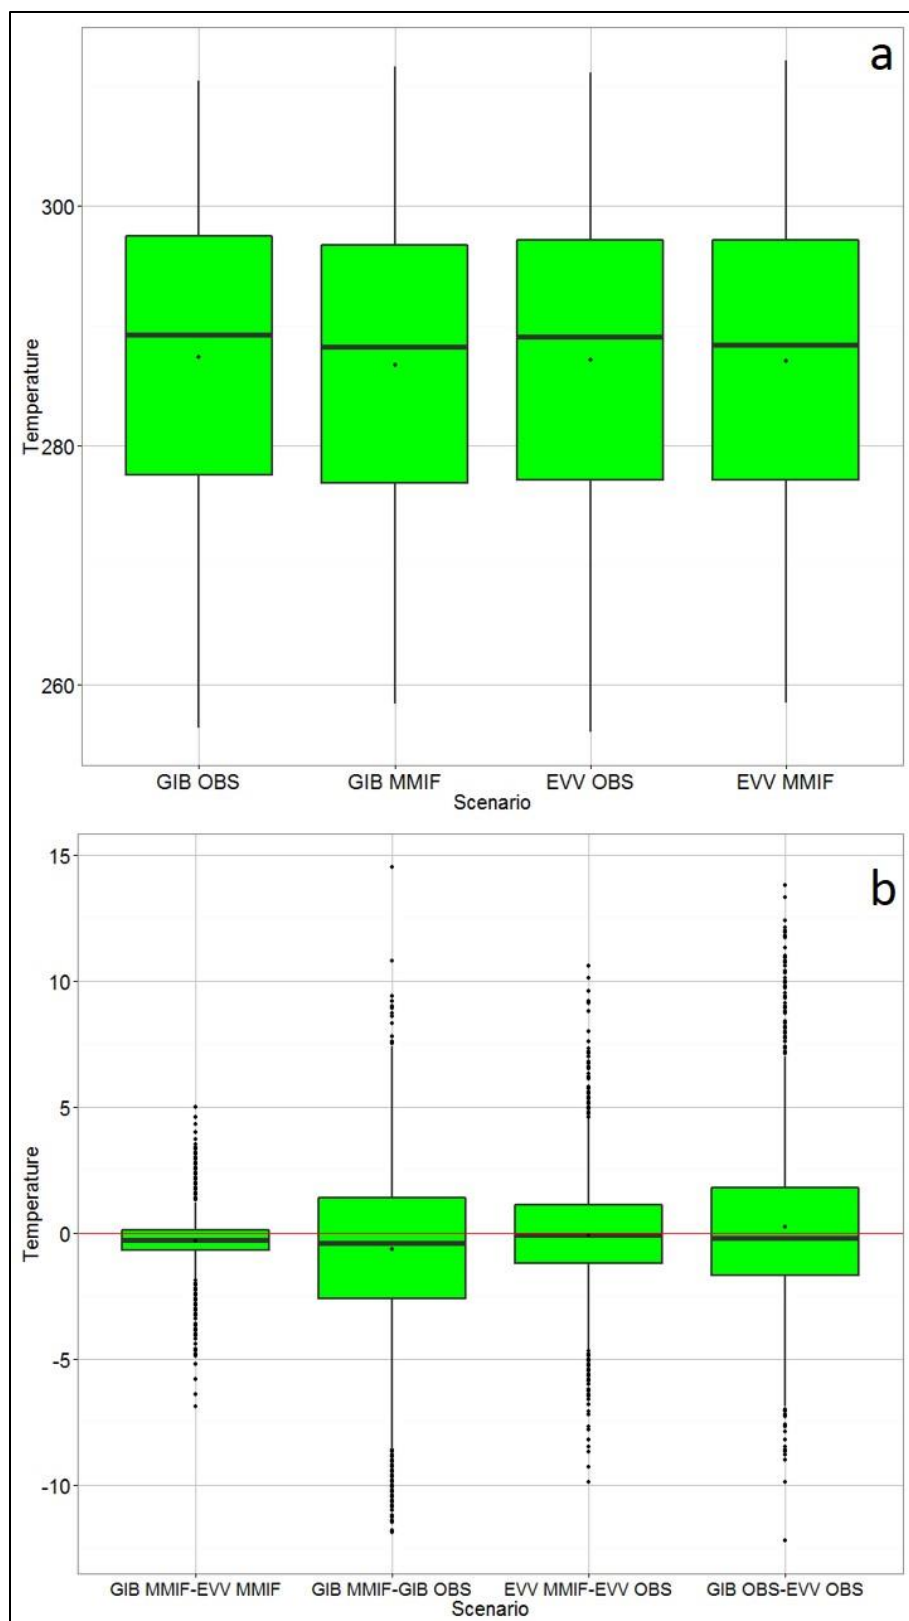 a
300
280
260
Temperature
GIB OBS GIB MMIF EVV OBS EVV MMIF
Scenario
b
15
10
5
0
-5
-10
Temperature
GIB MMIF-EVV MMIF GIB MMIF-GIB OBS EVV MMIF-EVV OBS GIB OBS-EVV OBS
Scenario